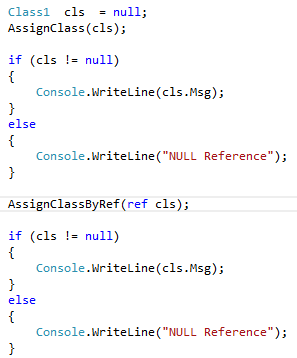 Class1  cls  = null;
AssignClass(cls);

if (cls != null)
{
    Console.WriteLine(cls.Msg);
}
else
{
    Console.WriteLine("NULL Reference");
}

AssignClassByRef(ref cls);

if (cls != null)
{
    Console.WriteLine(cls.Msg);
}
else
{
    Console.WriteLine("NULL Reference");
}